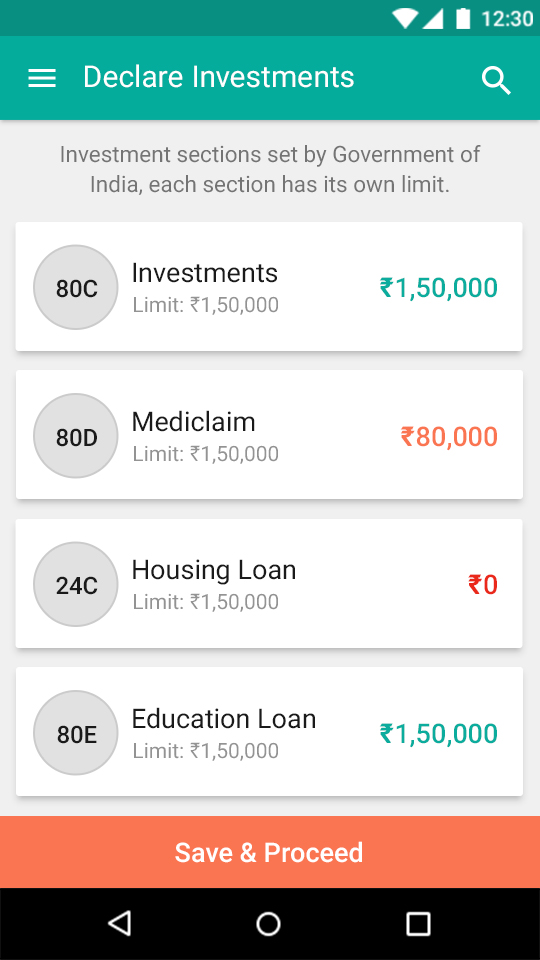 12:30
Declare Investments
Investment sections set by Government of
India, each section has its own limit.
80C
Investments
Limit: ₹1,50,000
₹1,50,000
80D
Mediclaim
Limit: ₹1,50,000
₹80,000
24C
Housing Loan
Limit: ₹1,50,000
₹0
80E
Education Loan
Limit: ₹1,50,000
₹1,50,000
Save & Proceed